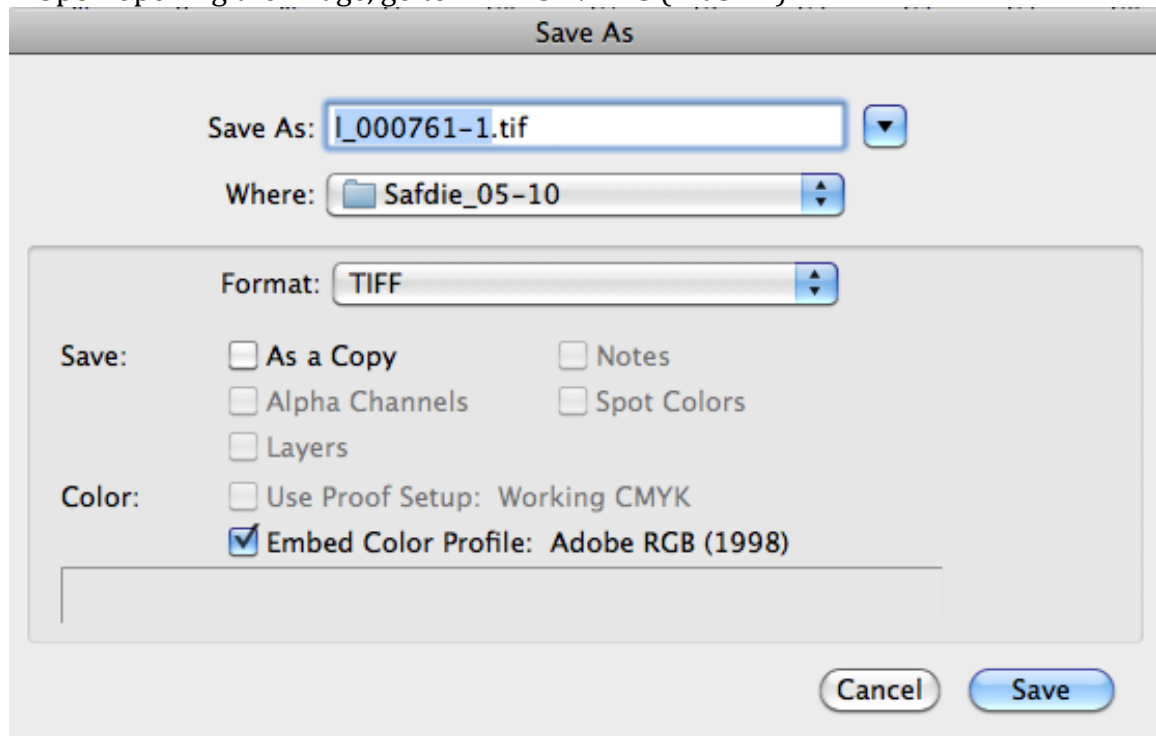 Save As
Save As: l_000761-1.tif
Where: Safdie_05-10
Format: TIFF
Save: As a Copy Notes
Alpha Channels Spot Colors
Layers
Color: Use Proof Setup: Working CMYK
Embed Color Profile: Adobe RGB (1998)
Cancel Save